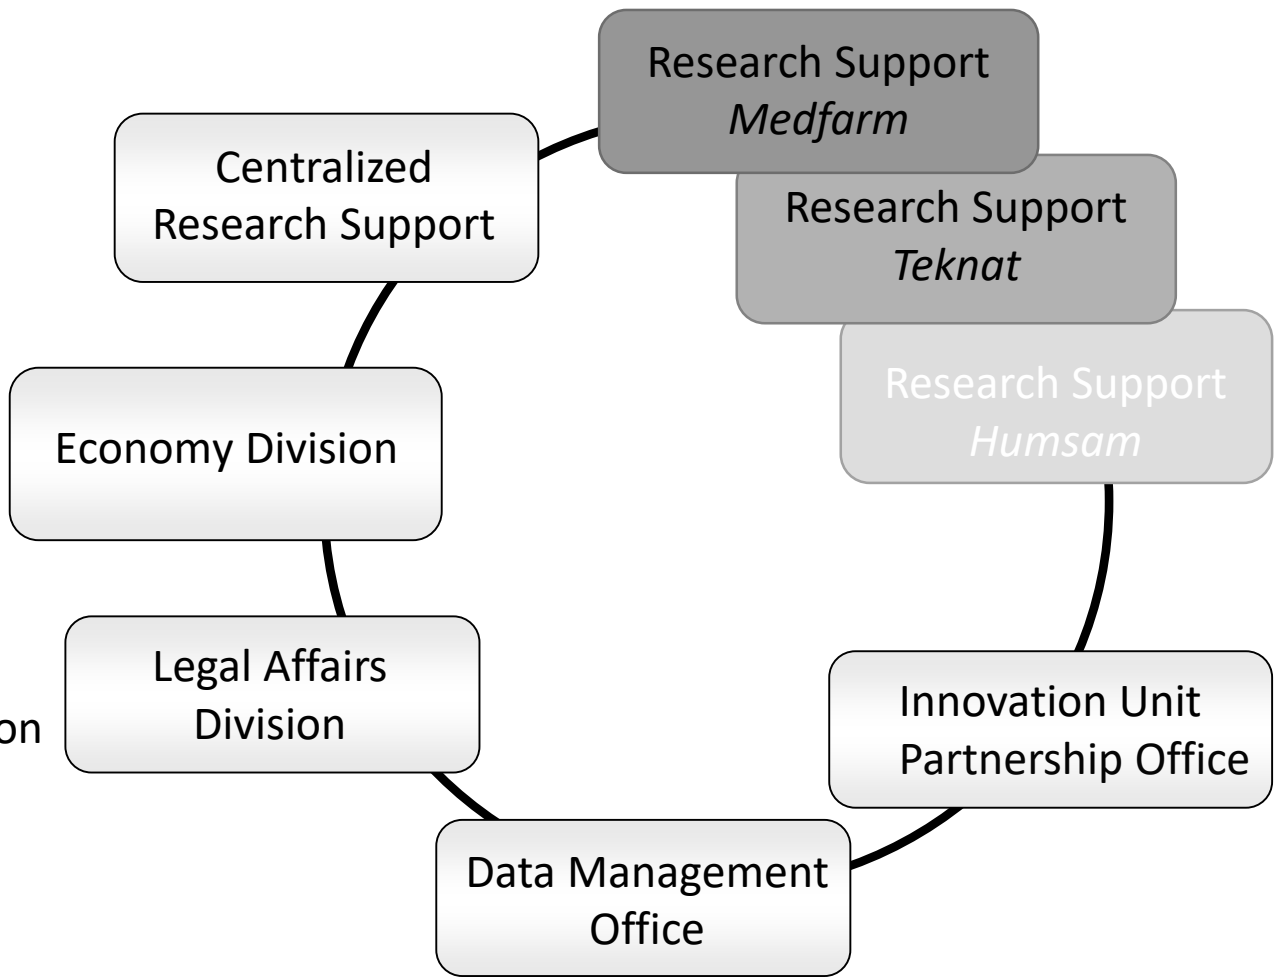 Research Support
Medfarm
Centralized
Research Support
Research Support
Teknat
Research Support
Humsam
Economy Division
Legal Affairs
Division
on
Innovation Unit
Partnership Office
Data Management
Office